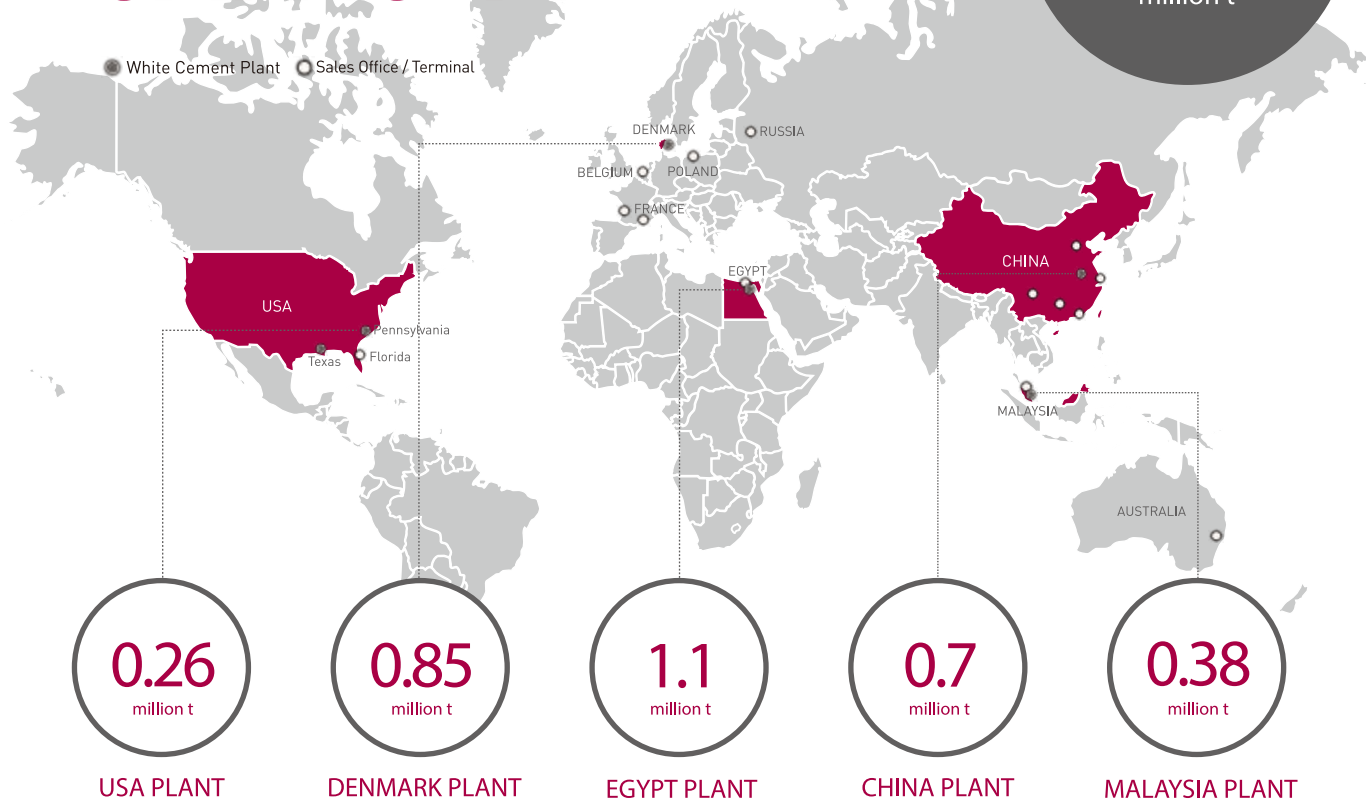 million t
White Cement Plant
Sales Office / Terminal
DENMARK
RUSSIA
BELGIUM
POLAND
FRANCE
EGYPT
CHINA
USA
Pennsylvania
Florida
Texas
MALAYSIA
AUSTRALIA
0.26
million t
USA PLANT
0.85
million t
DENMARK PLANT
1.1
million t
EGYPT PLANT
0.7
million t
CHINA PLANT
0.38
million t
MALAYSIA PLANT